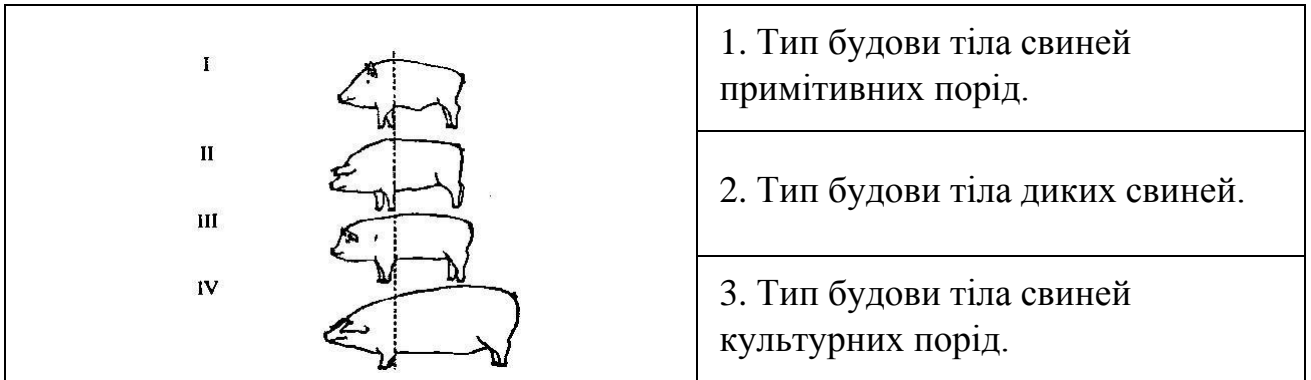 I
II
III
IV
1. Тип будови тіла свиней
примітивних порід.
2. Тип будови тіла диких свиней.
3. Тип будови тіла свиней
культурних порід.